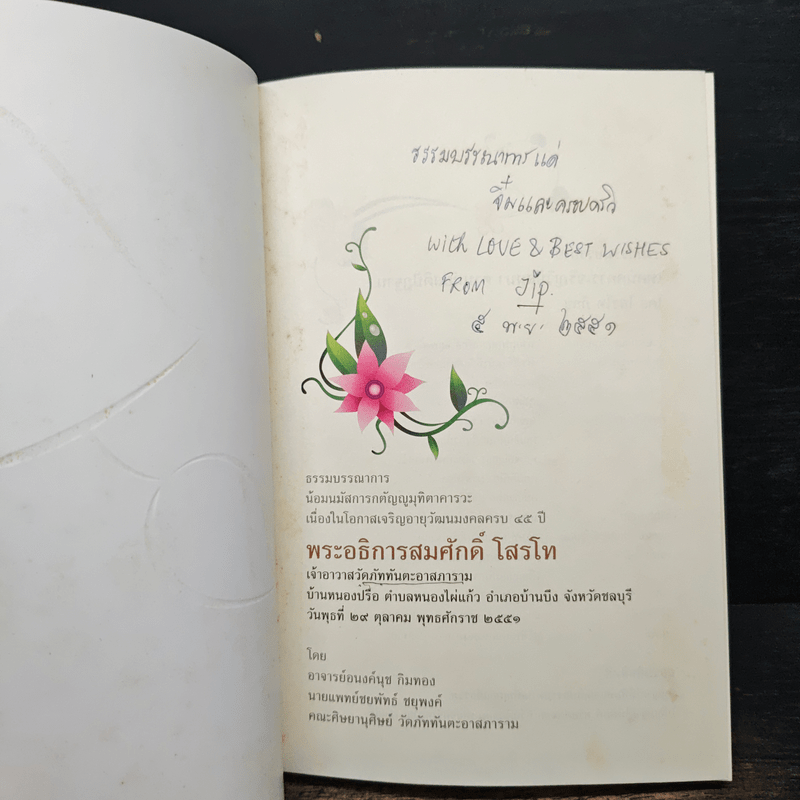 ธรรมบรรณาการแด่
จิ๋มและครอบครัว
with LOVE & BEST WISHES
FROM Jip.
๕ พ.ย. ๒๕๕๑
ธรรมบรรณาการ
น้อมนมัสการกตัญญูมุทิตาคารวะ
เนื่องในโอกาสเจริญอายุวัฒนมงคลครบ ๔๕ ปี
พระอธิการสมศักดิ์ โสรโท
เจ้าอาวาสวัดภัททันตะอาสภาราม
บ้านหนองปรือ ตำบลหนองไผ่แก้ว อำเภอบ้านบึง จังหวัดชลบุรี
วันพุธที่ ๒๙ ตุลาคม พุทธศักราช ๒๕๕๑
โดย
อาจารย์อนงค์นุช กิมทอง
นายแพทย์ชยพัทธ์ ชยุพงค์
คณะศิษยานุศิษย์ วัดภัททันตะอาสภาราม